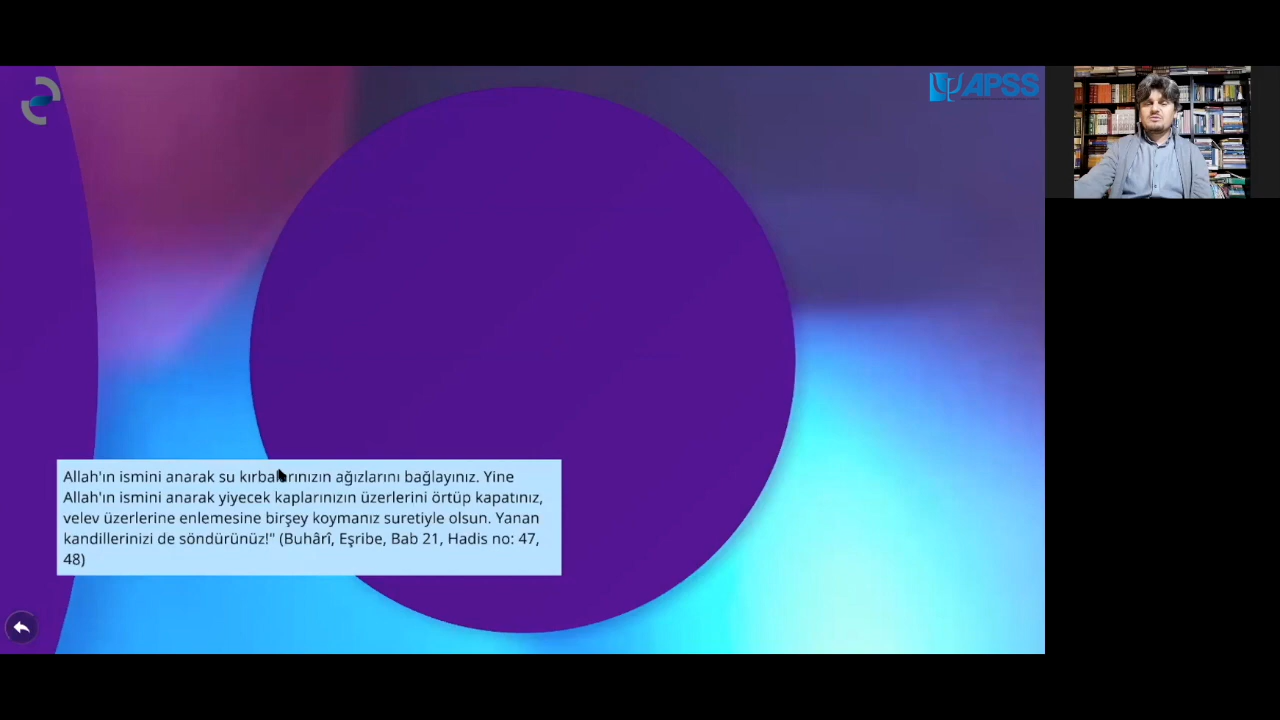 APSS
Allah'ın ismini anarak su kırbalarınızın ağızlarını bağlayınız. Yine
Allah'ın ismini anarak yiyecek kaplarınızın üzerlerini örtüp kapatınız,
velev üzerlerine enlemesine birşey koymanız suretiyle olsun. Yanan
kandillerinizi de söndürünüz!" (Buhârî, Eşribe, Bab 21, Hadis no: 47,
48)